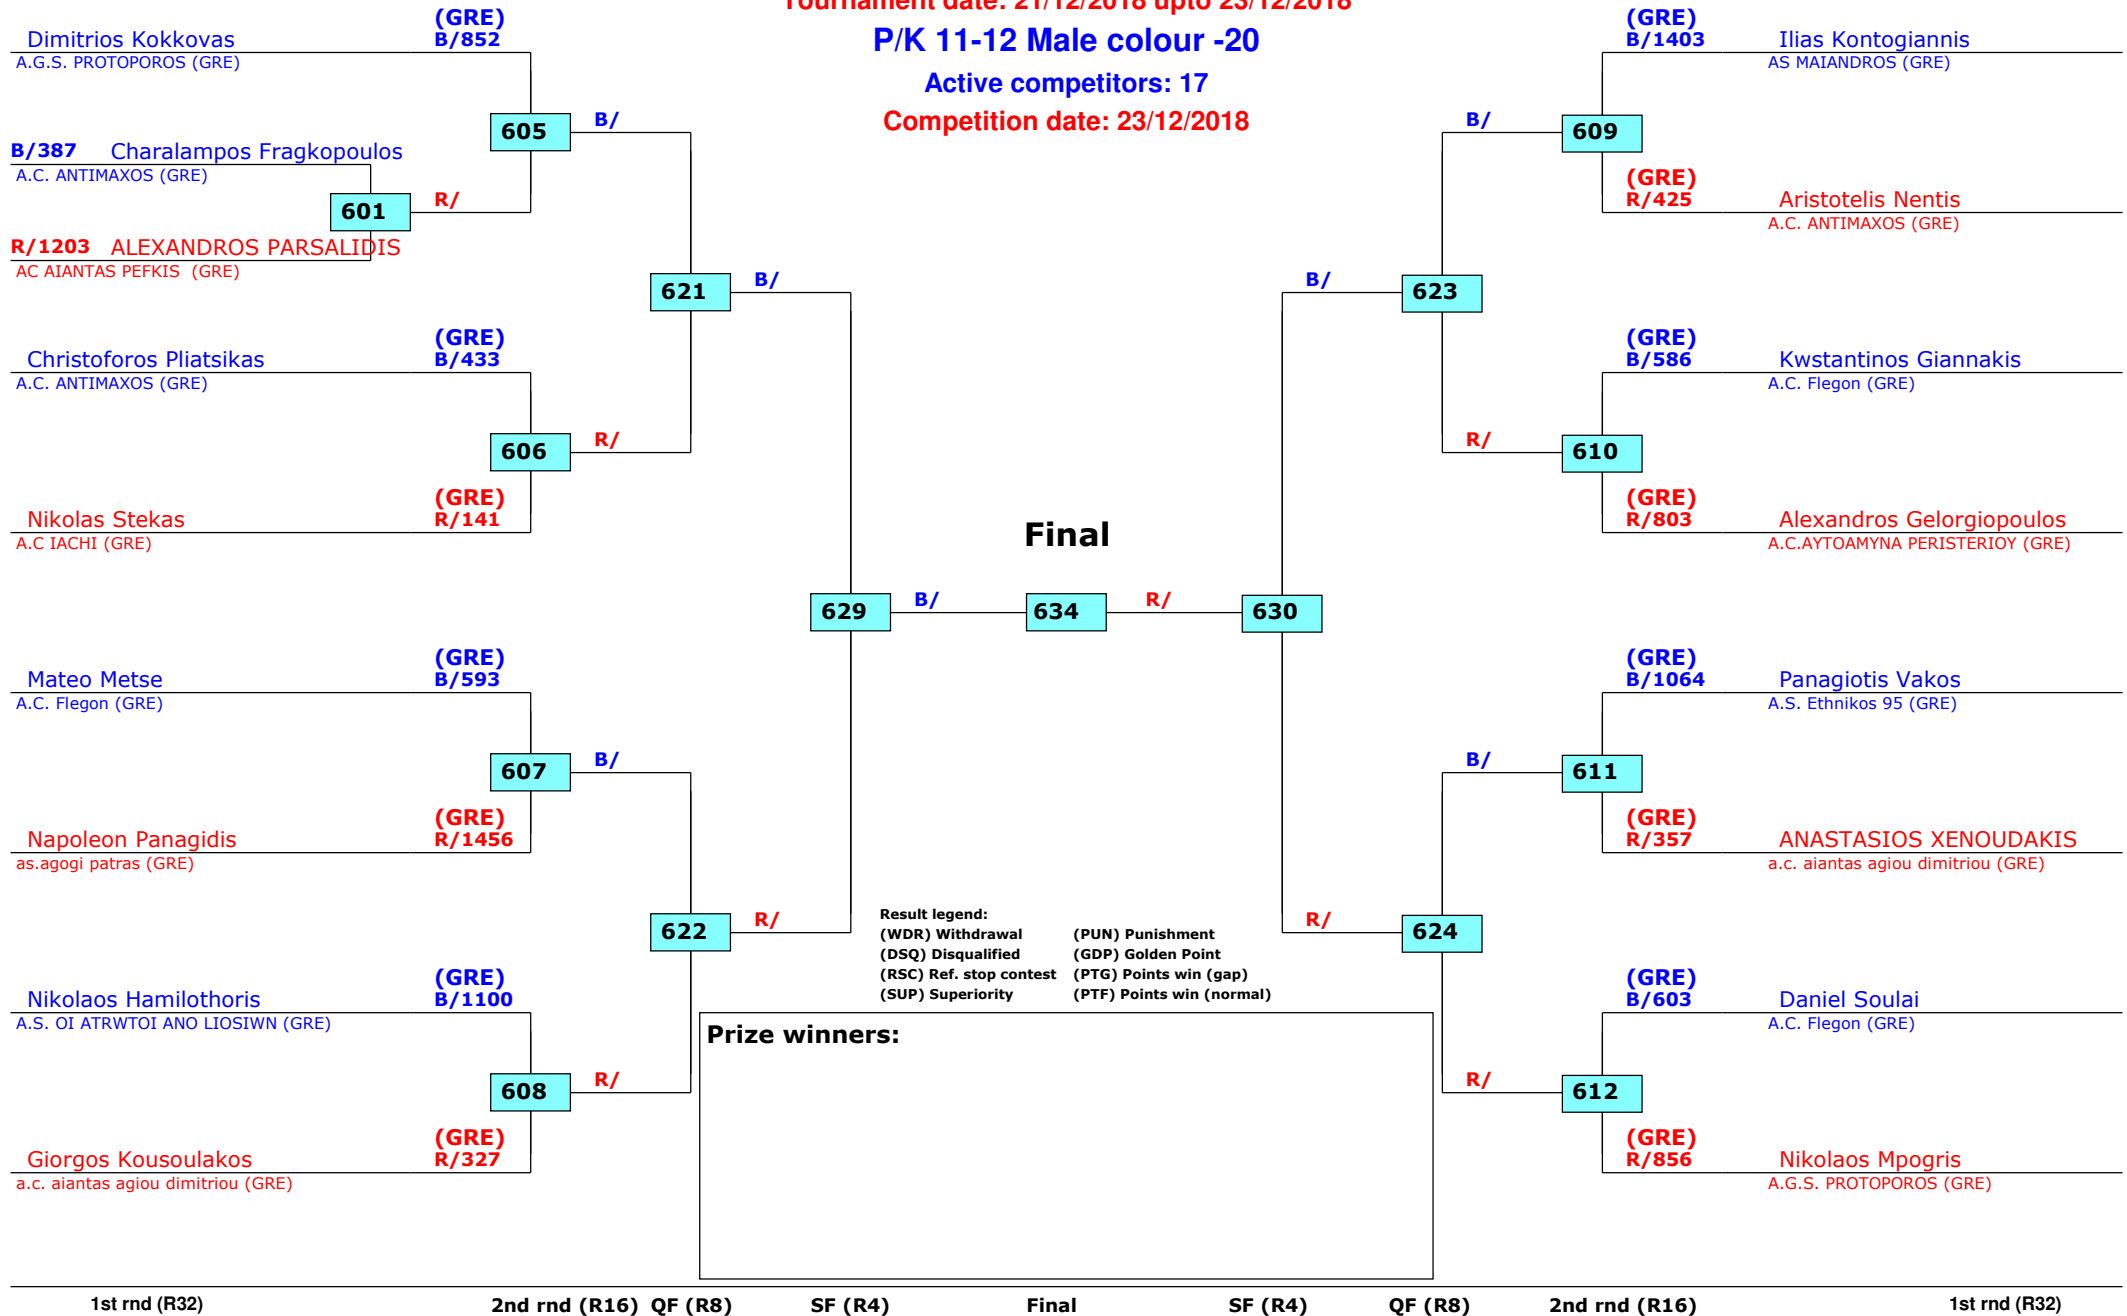 Tournament date: 21/12/2018 upto 23/12/2018
P/K 11-12 Male colour -20
Active competitors: 17
Competition date: 23/12/2018
(GRE)
Dimitrios Kokkovas B/852
A.G.S. PROTOPOROS (GRE)
605 B/
B/387 Charalampos Fragkopoulos
A.C. ANTIMAXOS (GRE)
601 R/
R/1203 ALEXANDROS PARSALIDIS
AC AIANTAS PEFKIS (GRE)
621 B/
(GRE)
Christoforos Pliatsikas B/433
A.C. ANTIMAXOS (GRE)
606 R/
(GRE)
Nikolas Stekas R/141
A.C IACHI (GRE)
629 B/
(GRE)
Mateo Metse B/593
A.C. Flegon (GRE)
607 B/
(GRE)
Napoleon Panagidis R/1456
as.agogi patras (GRE)
622 R/
(GRE)
Nikolaos Hamilothoris B/1100
A.S. OI ATRWTOI ANO LIOSIWN (GRE)
608 R/
(GRE)
Giorgos Kousoulakos R/327
a.c. aiantas agiou dimitriou (GRE)
Final
634
(GRE)
B/1403 Ilias Kontogiannis
AS MAIANDROS (GRE)
B/ 609
(GRE)
R/425 Aristotelis Nentis
A.C. ANTIMAXOS (GRE)
B/ 623
(GRE)
B/586 Kwstantinos Giannakis
A.C. Flegon (GRE)
R/ 610
(GRE)
R/803 Alexandros Gelorgiopoulos
A.C.AYTOAMYNA PERISTERIOY (GRE)
R/ 630
(GRE)
B/1064 Panagiotis Vakos
A.S. Ethnikos 95 (GRE)
B/ 611
(GRE)
R/357 ANASTASIOS XENOUDAKIS
a.c. aiantas agiou dimitriou (GRE)
R/ 624
(GRE)
B/603 Daniel Soulai
A.C. Flegon (GRE)
R/ 612
(GRE)
R/856 Nikolaos Mpogris
A.G.S. PROTOPOROS (GRE)
Result legend:
(WDR) Withdrawal (PUN) Punishment
(DSQ) Disqualified (GDP) Golden Point
(RSC) Ref. stop contest (PTG) Points win (gap)
(SUP) Superiority (PTF) Points win (normal)
Prize winners:
1st rnd (R32) 2nd rnd (R16) QF (R8) SF (R4) Final SF (R4) QF (R8) 2nd rnd (R16) 1st rnd (R32)